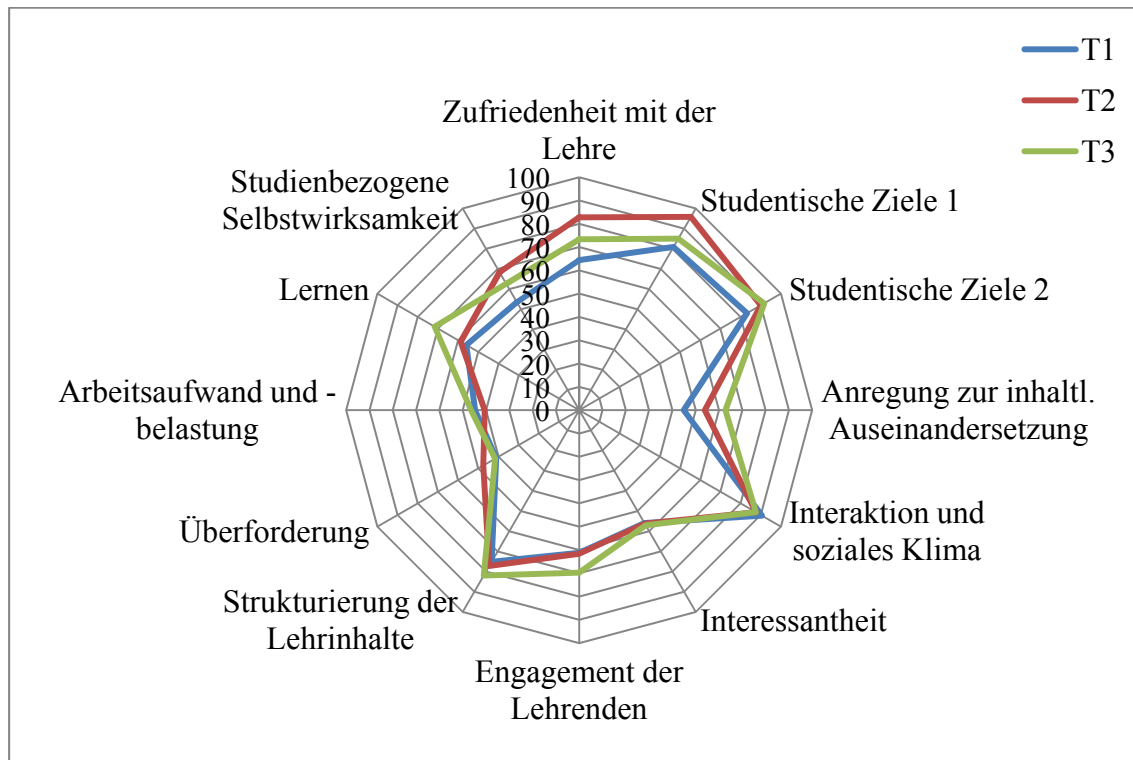 T1
T2
T3
Zufriedenheit mit der
Lehre
Studentische Ziele 1
Studentische Ziele 2
Anregung zur inhaltl.
Auseinandersetzung
Interaktion und
soziales Klima
Interessantheit
Engagement der
Lehrenden
Strukturierung der
Lehrinhalte
Überforderung
Arbeitsaufwand und -
belastung
Lernen
Studienbezogene
Selbstwirksamkeit
100
90
80
70
60
50
40
30
20
10
0